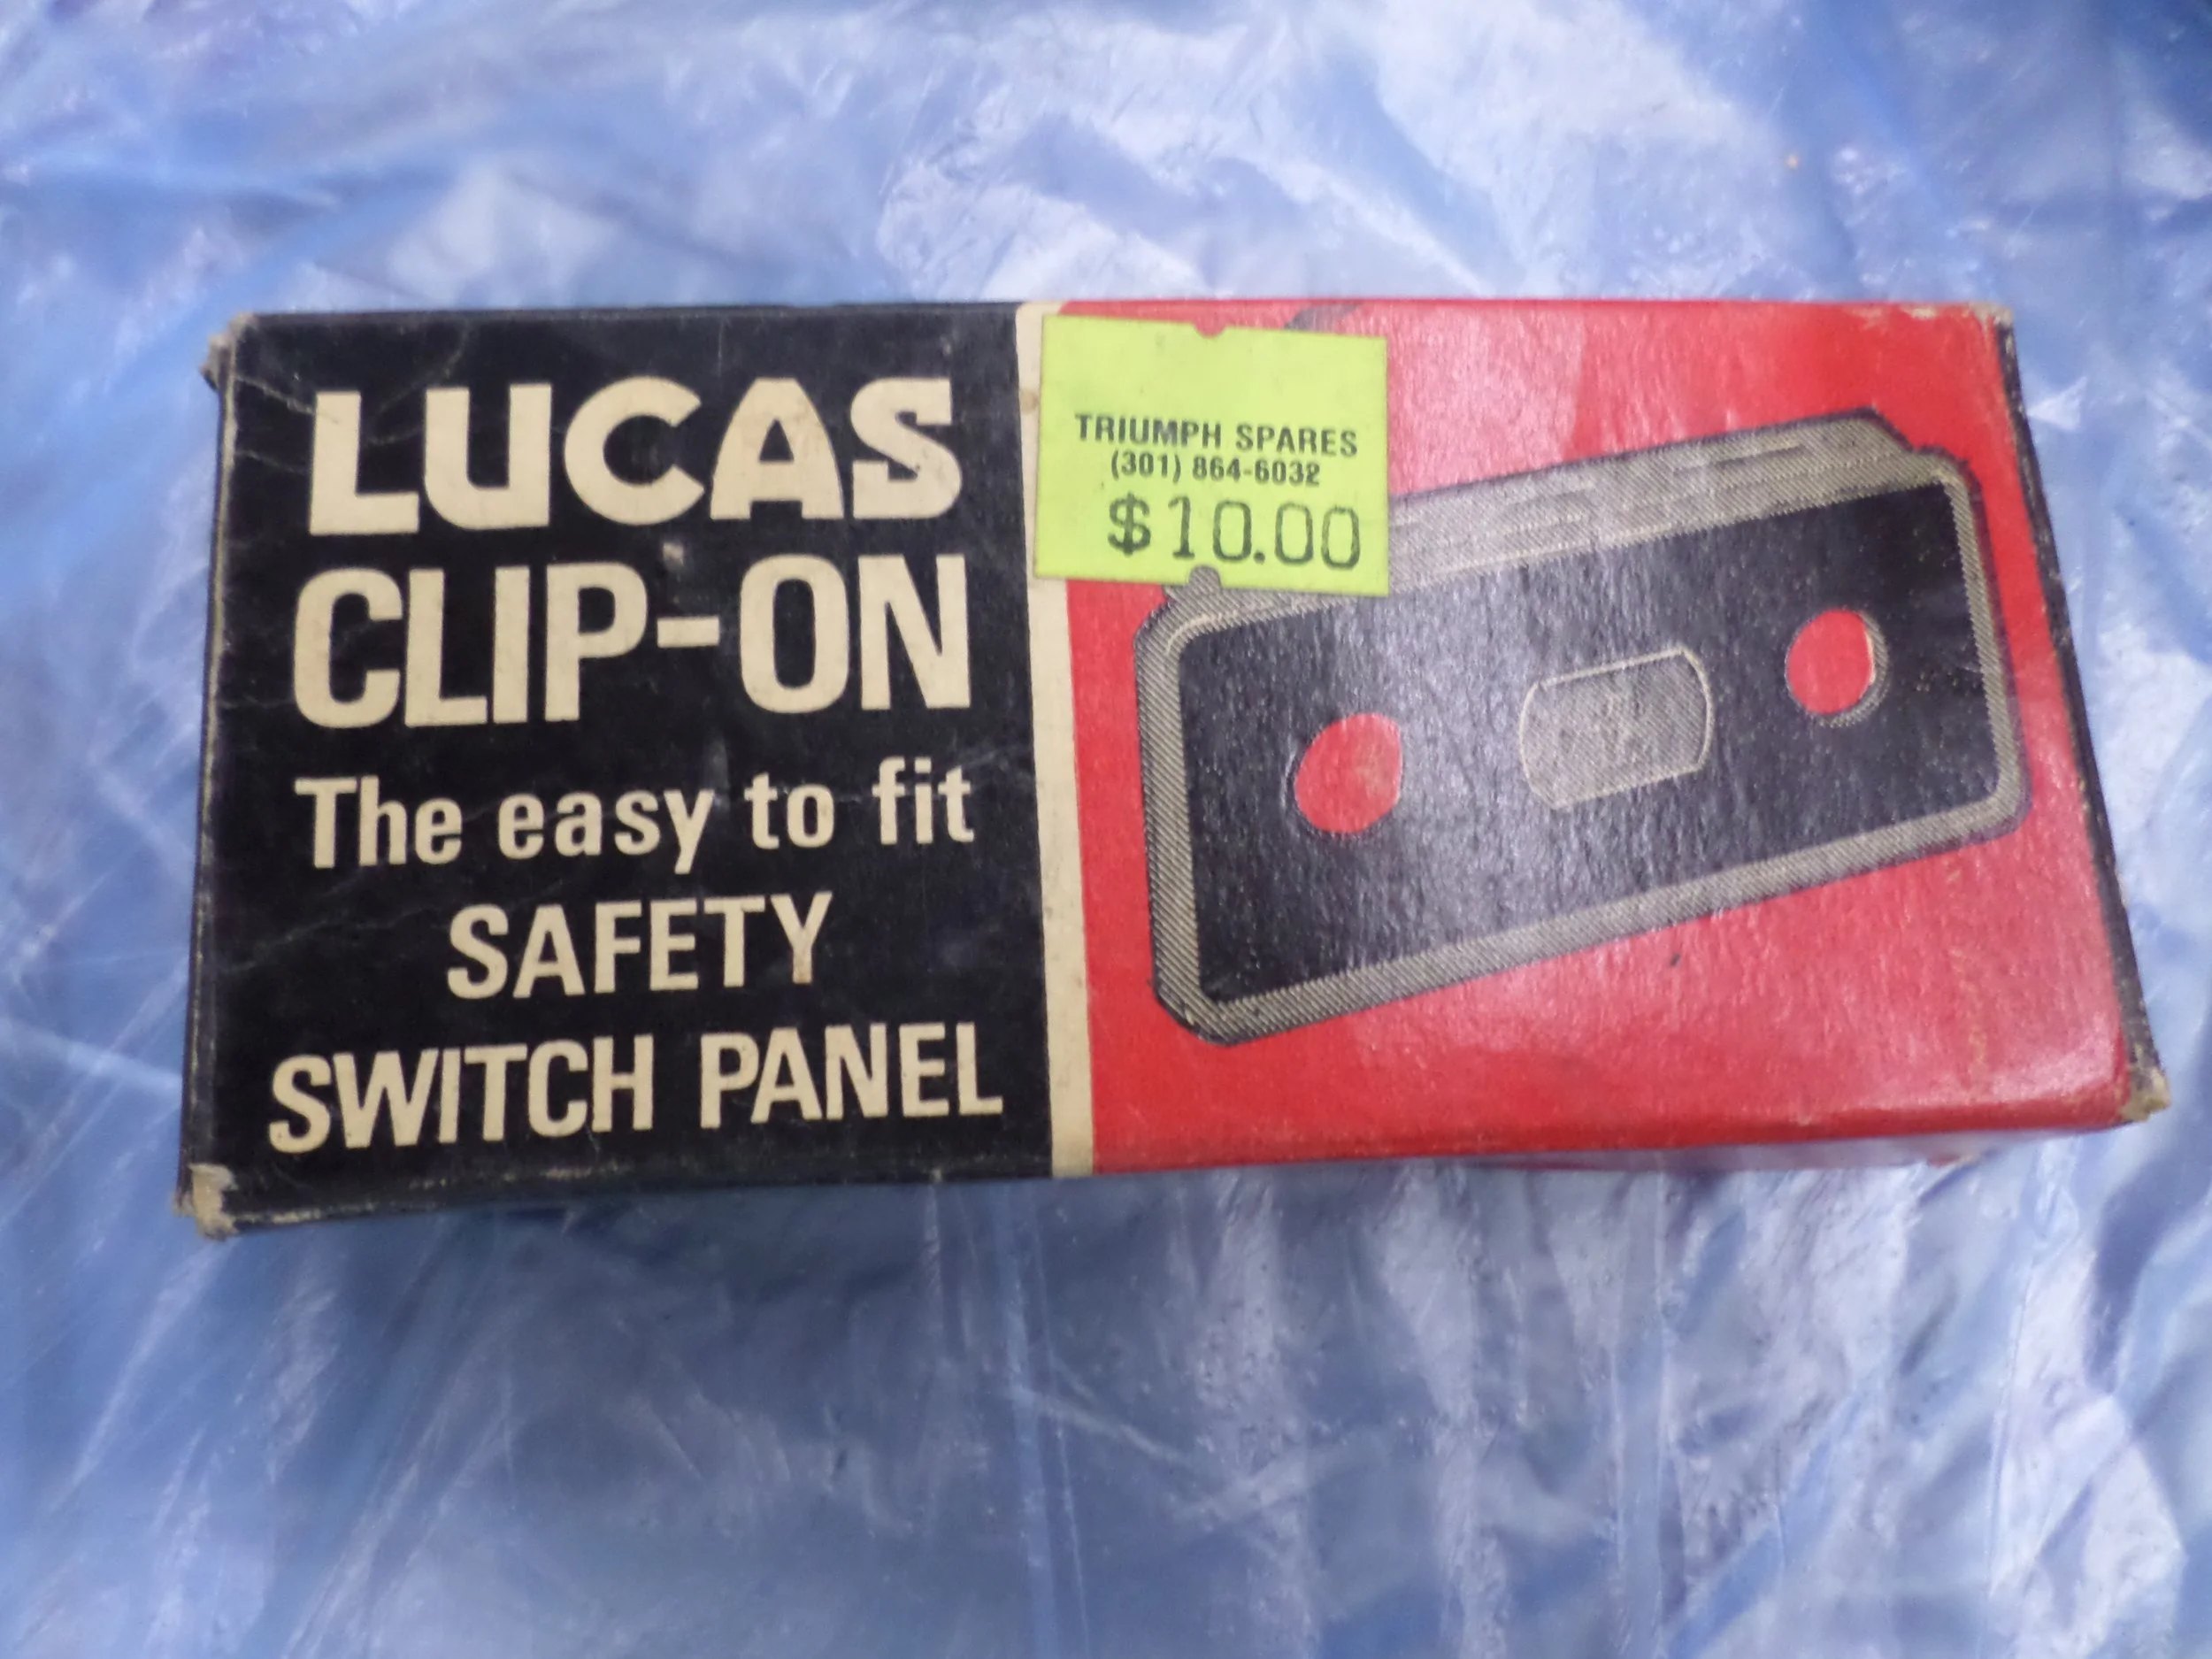 LUCAS
CLIP-ON
The easy to fit
SAFETY
SWITCH PANEL
TRIUMPH SPARES
(301) 864-6032
$10.00